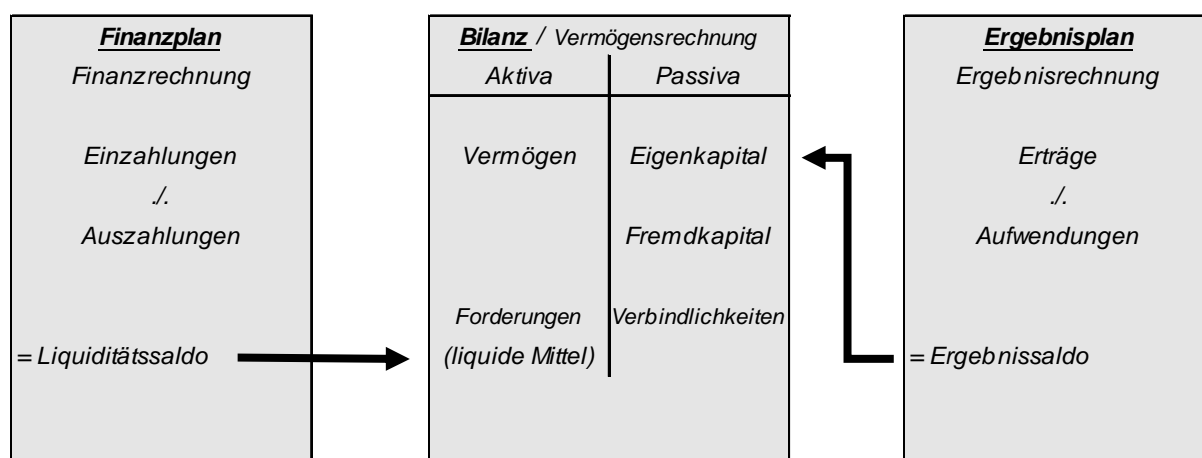 Finanzplan
Finanzrechnung
Einzahlungen
./.
Auszahlungen
= Liquiditätssaldo
Bilanz / Vermögensrechnung
Aktiva Passiva
Vermögen Eigenkapital
Fremdkapital
Forderungen Verbindlichkeiten
(liquide Mittel)
Ergebnisplan
Ergebnisrechnung
Erträge
./.
Aufwendungen
= Ergebnissaldo